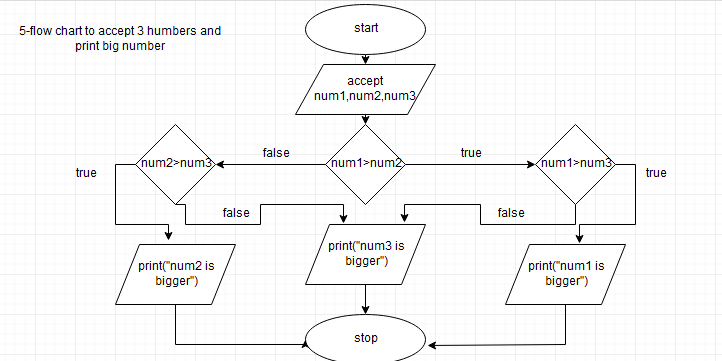 5-flow chart to accept 3 humbers and
print big number
start
accept
num1,num2,num3
num2>num3
false
num1>num2
true
num1>num3
true
true
false
false
print("num2 is
bigger")
print("num3 is
bigger")
print("num1 is
bigger")
stop